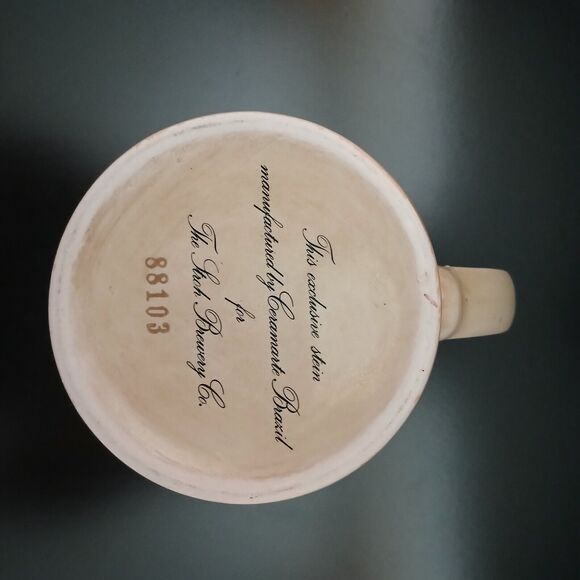 This exclusive stein
manufactured by Ceramarte Brazil
for
The Stroh Brewery Co.
88103